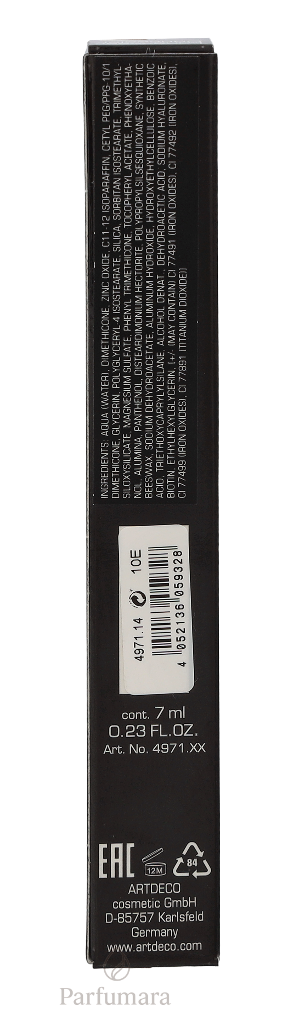 INGREDIENTS: AQUA (WATER), DIMETHICONE, ZINC OXIDE, C11-12 ISOPARAFFIN, CETYL PEG/PPG-10/1
DIMETHICONE, GLYCERIN, POLYGLYCERYL-4 ISOSTEARATE, SILICA, SORBITAN ISOSTEARATE, TRIMETHYL-
SILOXYSILICATE, MAGNESIUM SULFATE, PHENYL TRIMETHICONE, TOCOPHERYL ACETATE, PHENOXYETHA-
NOL, ALUMINA, PANTHENOL, DISTEARDIMONIUM HECTORITE, POLYPROPYLSILSESQUIOXANE, SYNTHETIC
BEESWAX, SODIUM DEHYDROACETATE, ALUMINUM HYDROXIDE, HYDROXYETHYLCELLULOSE, BENZOIC
ACID, TRIETHOXYCAPRYLYLSILANE, ALCOHOL DENAT., DEHYDROACETIC ACID, SODIUM HYALURONATE,
BIOTIN, ETHYLHEXYLGLYCERIN, [+/- (MAY CONTAIN) CI 77491 (IRON OXIDES), CI 77492 (IRON OXIDES),
CI 77499 (IRON OXIDES), CI 77891 (TITANIUM DIOXIDE)]
4971.14 10E
4 052136 059328
cont. 7 ml
0.23 FL.OZ.
Art. No. 4971.XX
EAC 12M 84
ARTDECO
cosmetic GmbH
D-85757 Karlsfeld
Germany
www.artdeco.com
Parfumara